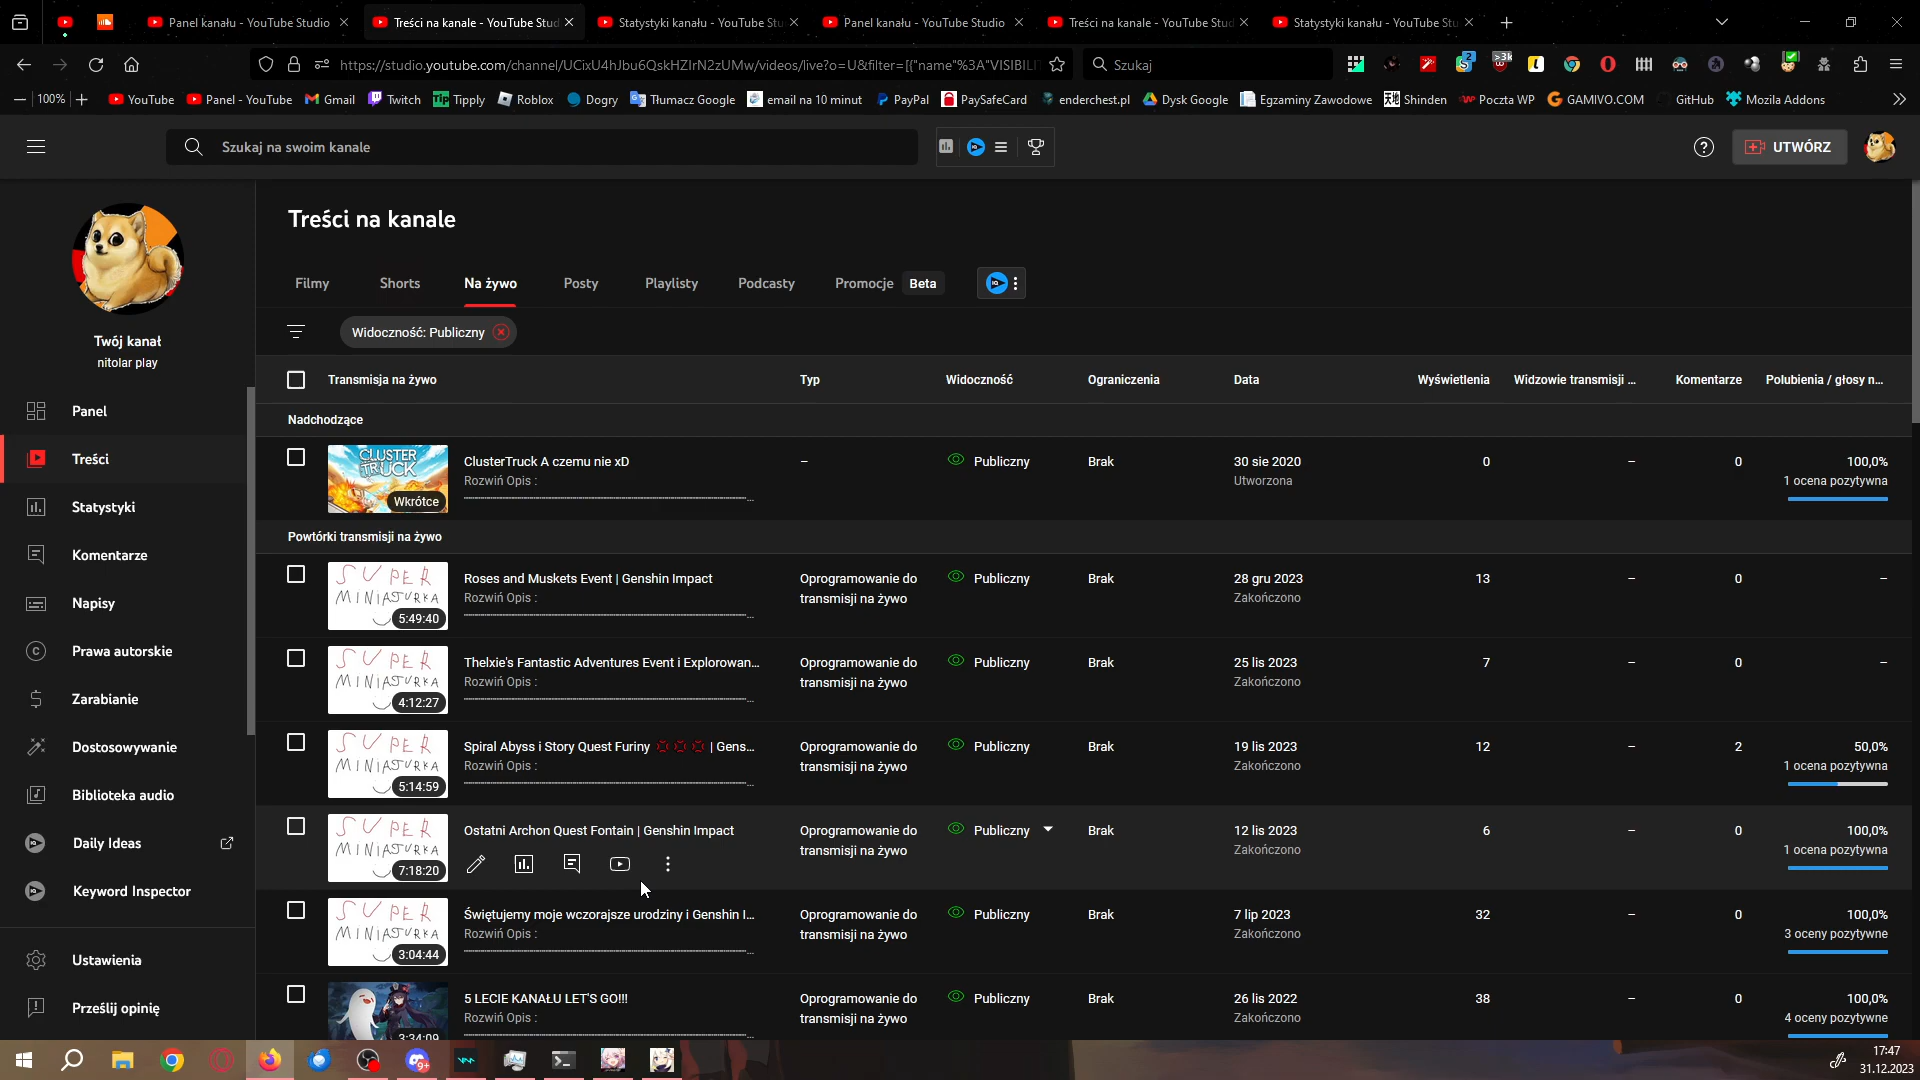 Panel kanału - YouTube Studio
Treści na kanale - YouTube Stud
Statystyki kanału - YouTube Stu
Panel kanału - YouTube Studio
Treści na kanale - YouTube Stud
Statystyki kanału - YouTube Stu
https://studio.youtube.com/channel/UCixU4hJbu6QskHZIrN2zUMw/videos/live?o=U&filter=[{"name"%3A"VISIBILI
Szukaj
>3k
2
100%
YouTube
Panel - YouTube
Gmail
Twitch
Tipply
Roblox
Dogry
Tłumacz Google
email na 10 minut
PayPal
PaySafeCard
enderchest.pl
Dysk Google
Egzaminy Zawodowe
Shinden
Poczta WP
GAMIVO.COM
GitHub
Mozila Addons
Szukaj na swoim kanale
UTWÓRZ
Twój kanał
nitolar play
Panel
Treści
Statystyki
Komentarze
Napisy
Prawa autorskie
Zarabianie
Dostosowywanie
Biblioteka audio
Daily Ideas
Keyword Inspector
Ustawienia
Prześlij opinię
Treści na kanale
Filmy
Shorts
Na żywo
Posty
Playlisty
Podcasty
Promocje Beta
Widoczność: Publiczny
Transmisja na żywo Typ Widoczność Ograniczenia Data Wyświetlenia Widzowie transmisji ... Komentarze Polubienia / głosy n...
Nadchodzące
CLUSTER TRUCK
Wkrótce
ClusterTruck A czemu nie xD – Publiczny Brak 30 sie 2020 0 – 0 100,0%
Rozwiń Opis : Utworzona 1 ocena pozytywna
Powtórki transmisji na żywo
SUPER
MINIATURKA
5:49:40
Roses and Muskets Event | Genshin Impact Oprogramowanie do Publiczny Brak 28 gru 2023 13 – 0 –
Rozwiń Opis : transmisji na żywo Zakończono
SUPER
MINIATURKA
4:12:27
Thelxie's Fantastic Adventures Event i Explorowan... Oprogramowanie do Publiczny Brak 25 lis 2023 7 – 0 –
Rozwiń Opis : transmisji na żywo Zakończono
SUPER
MINIATURKA
5:14:59
Spiral Abyss i Story Quest Furiny 💢💢💢 | Gens... Oprogramowanie do Publiczny Brak 19 lis 2023 12 – 2 50,0%
Rozwiń Opis : transmisji na żywo Zakończono 1 ocena pozytywna
SUPER
MINIATURKA
7:18:20
Ostatni Archon Quest Fontain | Genshin Impact Oprogramowanie do Publiczny Brak 12 lis 2023 6 – 0 100,0%
transmisji na żywo Zakończono 1 ocena pozytywna
SUPER
MINIATURKA
3:04:44
Świętujemy moje wczorajsze urodziny i Genshin I... Oprogramowanie do Publiczny Brak 7 lip 2023 32 – 0 100,0%
Rozwiń Opis : transmisji na żywo Zakończono 3 oceny pozytywne
3:34:09
5 LECIE KANAŁU LET'S GO!!! Oprogramowanie do Publiczny Brak 26 lis 2022 38 – 0 100,0%
Rozwiń Opis : transmisji na żywo Zakończono 4 oceny pozytywne
9+
17:47
31.12.2023